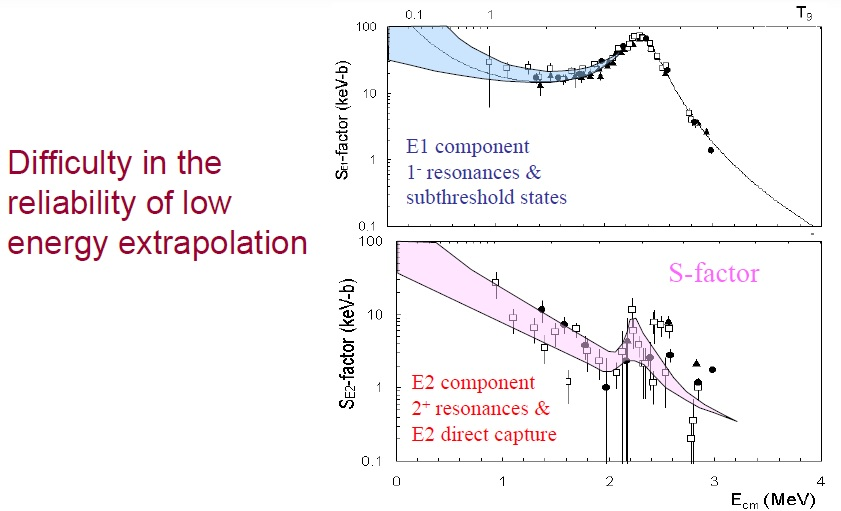 Difficulty in the
reliability of low
energy extrapolation
0.1 1 T9
100
10
1
0.1
SE1-factor (keV-b)
E1 component
1- resonances &
subthreshold states
100
10
1
0.1
SE2-factor (keV-b)
S-factor
E2 component
2+ resonances &
E2 direct capture
0 1 2 3 4
Ecm (MeV)